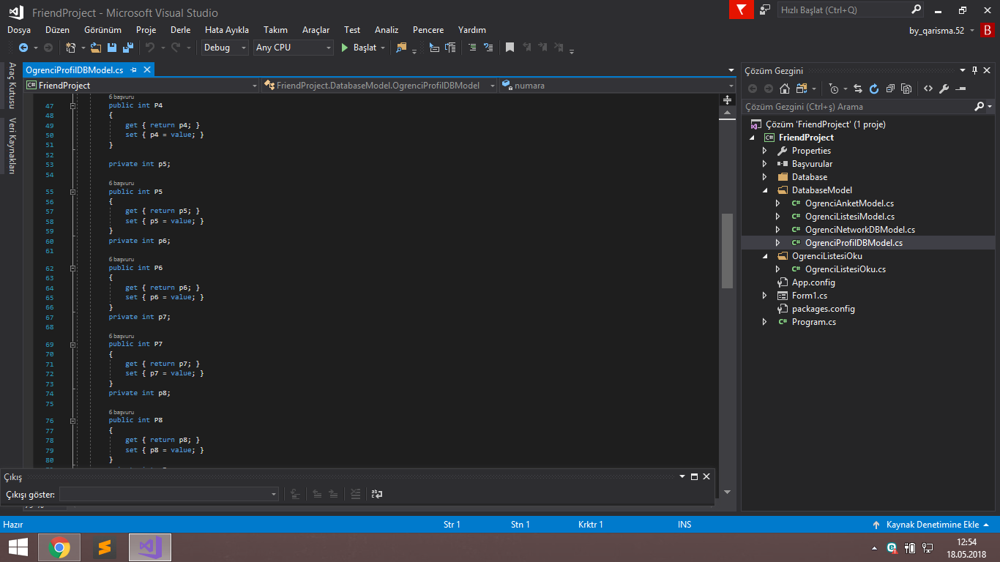 FriendProject - Microsoft Visual Studio
Hızlı Başlat (Ctrl+Q)
Dosya Düzen Görünüm Proje Derle Hata Ayıkla Takım Araçlar Test Analiz Pencere Yardım
by_qarisma.52 B
Debug Any CPU Başlat
Araç Kutusu
Veri Kaynakları
OgrenciProfilDBModel.cs
C# FriendProject
FriendProject.DatabaseModel.OgrenciProfilDBModel
numara
6 başvuru
47 public int P4
48 {
49 get { return p4; }
50 set { p4 = value; }
51 }
52
53 private int p5;
54
6 başvuru
55 public int P5
56 {
57 get { return p5; }
58 set { p5 = value; }
59 }
60 private int p6;
61
6 başvuru
62 public int P6
63 {
64 get { return p6; }
65 set { p6 = value; }
66 }
67 private int p7;
68
6 başvuru
69 public int P7
70 {
71 get { return p7; }
72 set { p7 = value; }
73 }
74 private int p8;
75
6 başvuru
76 public int P8
77 {
78 get { return p8; }
79 set { p8 = value; }
80 }
Çıkış
Çıkışı göster:
Çözüm Gezgini
Çözüm Gezgini (Ctrl+ş) Arama
Çözüm 'FriendProject' (1 proje)
C# FriendProject
Properties
Başvurular
Database
DatabaseModel
C# OgrenciAnketModel.cs
C# OgrenciListesiModel.cs
C# OgrenciNetworkDBModel.cs
C# OgrenciProfilDBModel.cs
OgrenciListesiOku
C# OgrenciListesiOku.cs
App.config
Form1.cs
packages.config
C# Program.cs
Hazır Str 1 Stn 1 Krktr 1 INS Kaynak Denetimine Ekle
12:54
18.05.2018